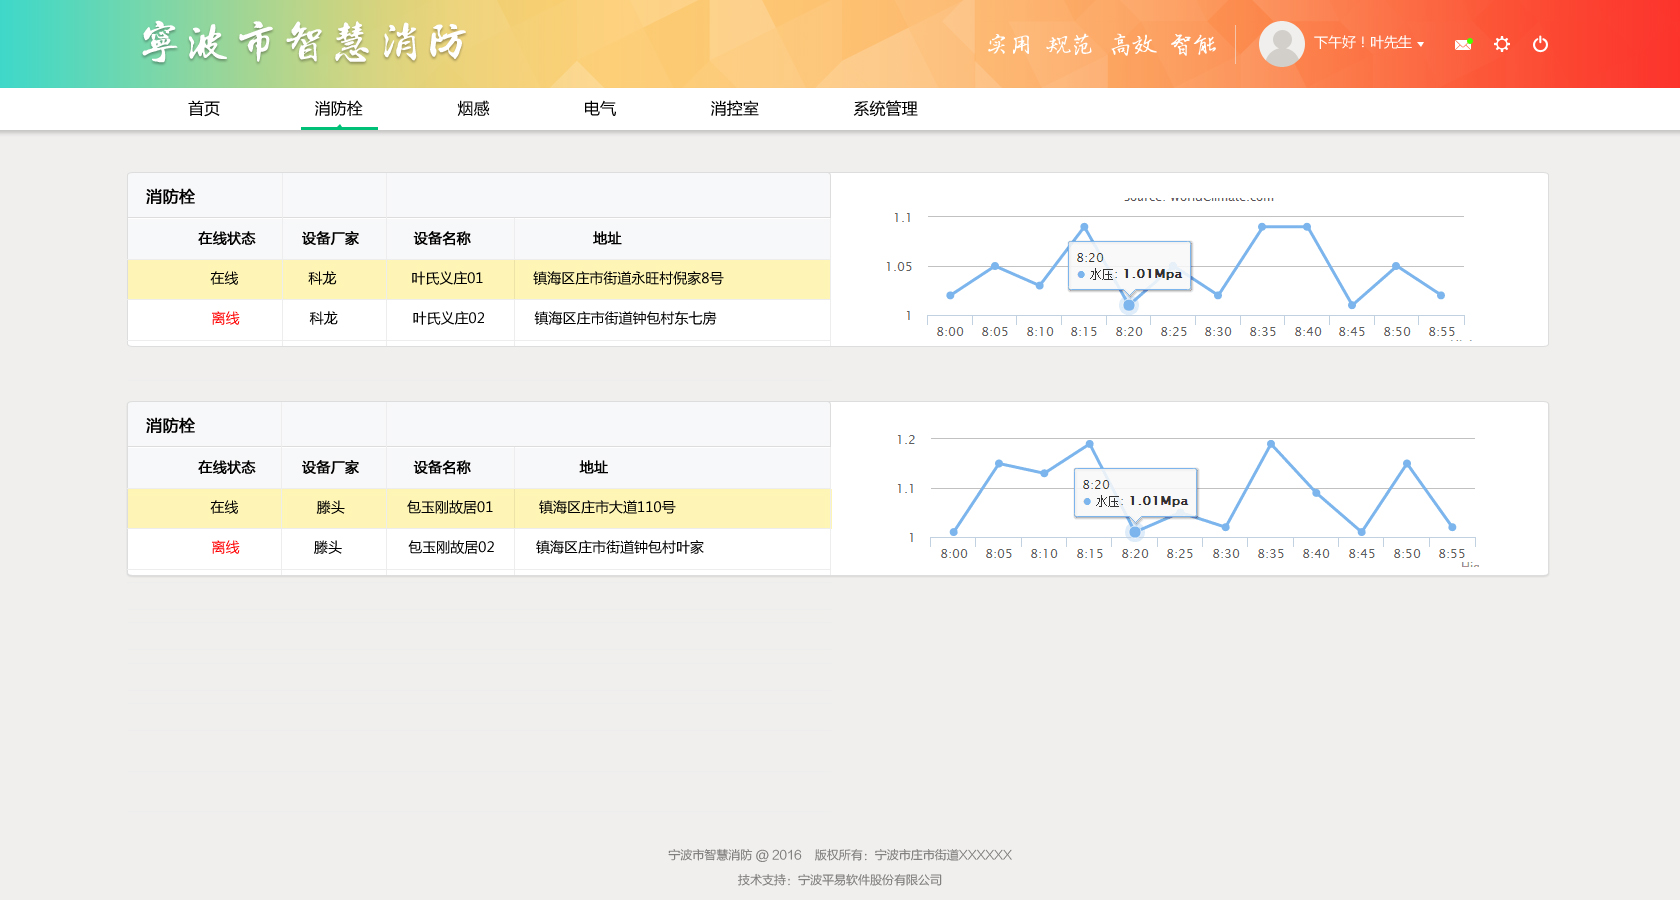 宁波市智慧消防
实用 规范 高效 智能
下午好！叶先生
首页 消防栓 烟感 电气 消控室 系统管理
消防栓
在线状态 设备厂家 设备名称 地址
在线 科龙 叶氏义庄01 镇海区庄市街道永旺村倪家8号
离线 科龙 叶氏义庄02 镇海区庄市街道钟包村东七房
Source: WorldClimate.com
1.1
1.05
1
8:20
水压: 1.01Mpa
8:00 8:05 8:10 8:15 8:20 8:25 8:30 8:35 8:40 8:45 8:50 8:55
消防栓
在线状态 设备厂家 设备名称 地址
在线 滕头 包玉刚故居01 镇海区庄市大道110号
离线 滕头 包玉刚故居02 镇海区庄市街道钟包村叶家
1.2
1.1
1
8:20
水压: 1.01Mpa
8:00 8:05 8:10 8:15 8:20 8:25 8:30 8:35 8:40 8:45 8:50 8:55
宁波市智慧消防 @ 2016 版权所有：宁波市庄市街道XXXXXX
技术支持：宁波平易软件股份有限公司